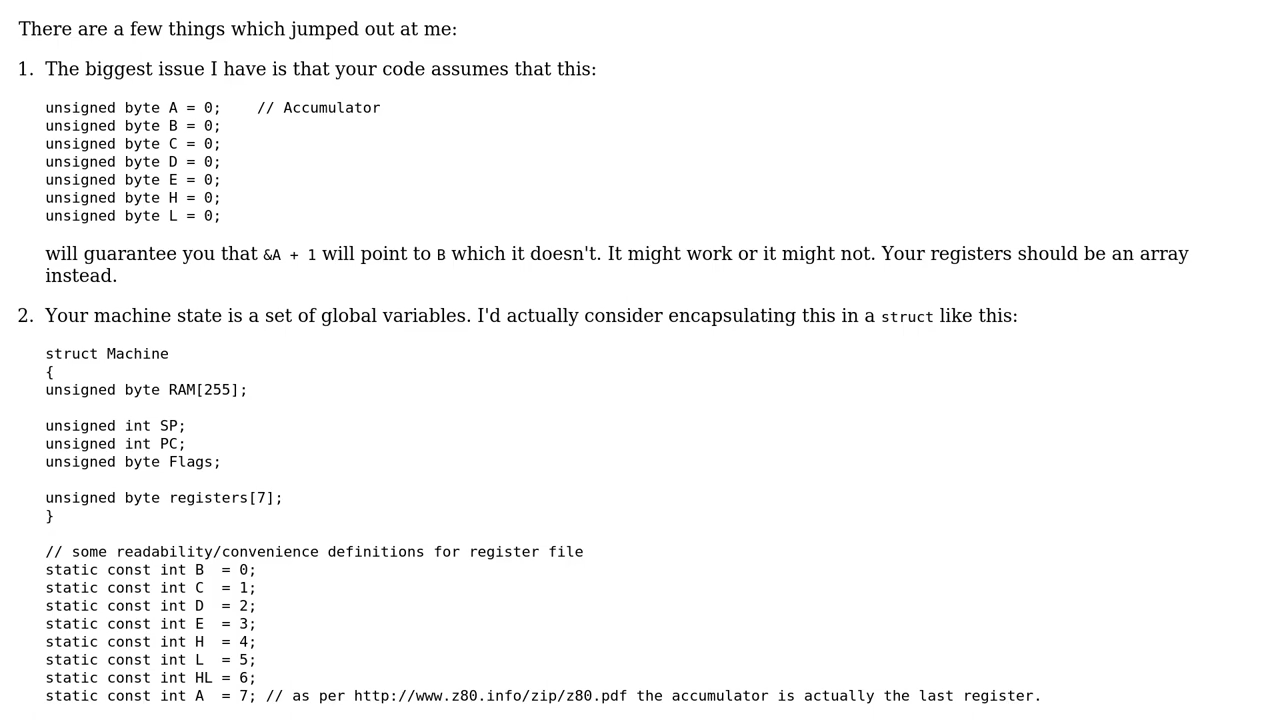 There are a few things which jumped out at me:
1. The biggest issue I have is that your code assumes that this:
unsigned byte A = 0;    // Accumulator
unsigned byte B = 0;
unsigned byte C = 0;
unsigned byte D = 0;
unsigned byte E = 0;
unsigned byte H = 0;
unsigned byte L = 0;
will guarantee you that &A + 1 will point to B which it doesn't. It might work or it might not. Your registers should be an array
instead.
2. Your machine state is a set of global variables. I'd actually consider encapsulating this in a struct like this:
struct Machine
{
unsigned byte RAM[255];
unsigned int SP;
unsigned int PC;
unsigned byte Flags;
unsigned byte registers[7];
}
// some readability/convenience definitions for register file
static const int B  = 0;
static const int C  = 1;
static const int D  = 2;
static const int E  = 3;
static const int H  = 4;
static const int L  = 5;
static const int HL = 6;
static const int A  = 7; // as per http://www.z80.info/zip/z80.pdf the accumulator is actually the last register.